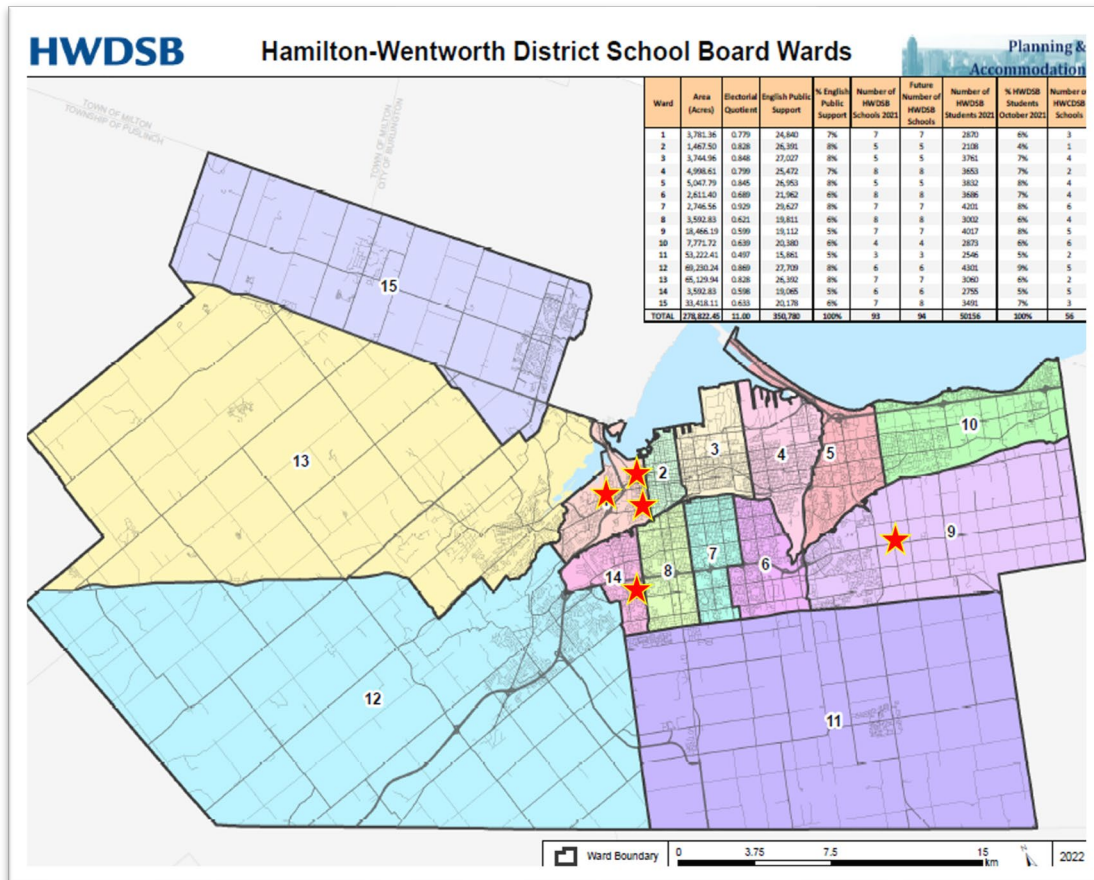 HWDSB
Hamilton-Wentworth District School Board Wards
Planning &
Accommodation
TOWN OF MILTON
TOWNSHIP OF PUSLINCH
TOWN OF MILTON
CITY OF BURLINGTON
Ward Area (Acres) Electorial Quotient English Public Support % English Public Support Number of HWDSB Schools 2021 Future Number of HWDSB Schools Number of HWDSB Students 2021 % HWDSB Students October 2021 Number of HWCDSB Schools
1 3,781.36 0.779 24,840 7% 7 7 2870 6% 3
2 1,467.50 0.828 26,391 8% 5 5 2108 4% 1
3 3,744.96 0.848 27,027 8% 5 5 3761 7% 4
4 4,998.61 0.799 25,472 7% 8 8 3653 7% 2
5 5,047.79 0.845 26,953 8% 5 5 3832 8% 4
6 2,611.40 0.689 21,962 6% 8 8 3686 7% 4
7 2,746.56 0.929 29,627 8% 7 7 4201 8% 6
8 3,592.83 0.621 19,811 6% 8 8 3002 6% 4
9 18,466.19 0.599 19,112 5% 7 7 4017 8% 5
10 7,771.72 0.639 20,380 6% 4 4 2873 6% 6
11 53,222.41 0.497 15,861 5% 3 3 2546 5% 2
12 69,230.24 0.869 27,709 8% 6 6 4301 9% 5
13 65,129.94 0.828 26,392 8% 7 7 3060 6% 2
14 3,592.83 0.598 19,065 5% 6 6 2755 5% 5
15 33,418.11 0.633 20,178 6% 7 8 3491 7% 3
TOTAL 278,822.45 11.00 350,780 100% 93 94 50156 100% 56
15
13
2
3
4
5
10
9
14
8
7
6
12
11
Ward Boundary
0 3.75 7.5 15
km
N
2022